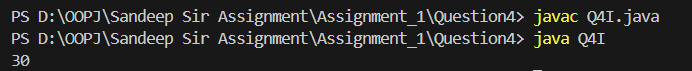 PS D:\OOPJ\Sandeep Sir Assignment\Assignment_1\Question4> javac Q4I.java
PS D:\OOPJ\Sandeep Sir Assignment\Assignment_1\Question4> java Q4I
30